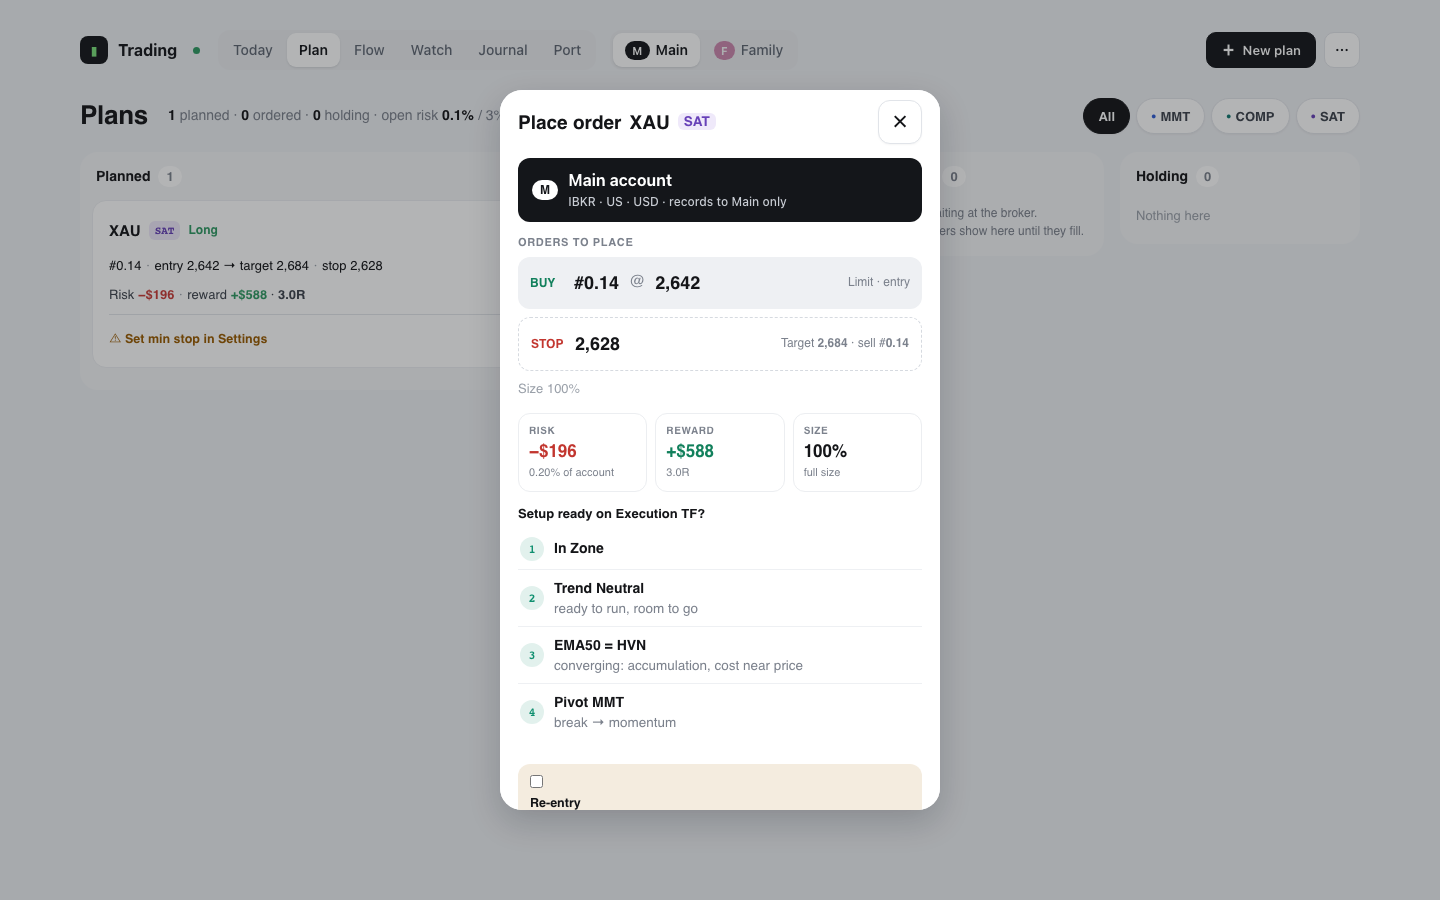 Trading
Today
Plan
Flow
Watch
Journal
Port
M Main
F Family
+ New plan
...
Plans
1 planned · 0 ordered · 0 holding · open risk 0.1% / 3%
All
• MMT
• COMP
• SAT
Planned 1
XAU SAT Long
#0.14 · entry 2,642 → target 2,684 · stop 2,628
Risk −$196 · reward +$588 · 3.0R
⚠ Set min stop in Settings
0
at the broker.
show here until they fill.
Holding 0
Nothing here
Place order XAU SAT
✕
M Main account
IBKR · US · USD · records to Main only
ORDERS TO PLACE
BUY #0.14 @ 2,642 Limit · entry
STOP 2,628 Target 2,684 · sell #0.14
Size 100%
RISK
−$196
0.20% of account
REWARD
+$588
3.0R
SIZE
100%
full size
Setup ready on Execution TF?
1 In Zone
2 Trend Neutral
ready to run, room to go
3 EMA50 = HVN
converging: accumulation, cost near price
4 Pivot MMT
break → momentum
Re-entry